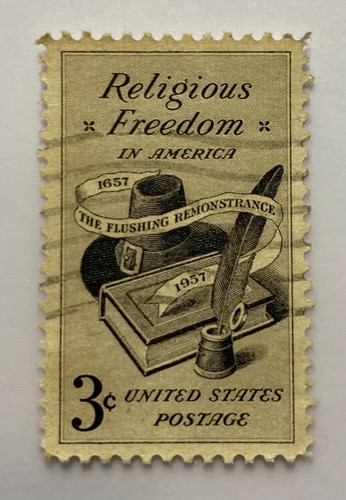 Religious
Freedom
IN AMERICA
1657
THE FLUSHING REMONSTRANCE
1957
3¢ UNITED STATES
POSTAGE